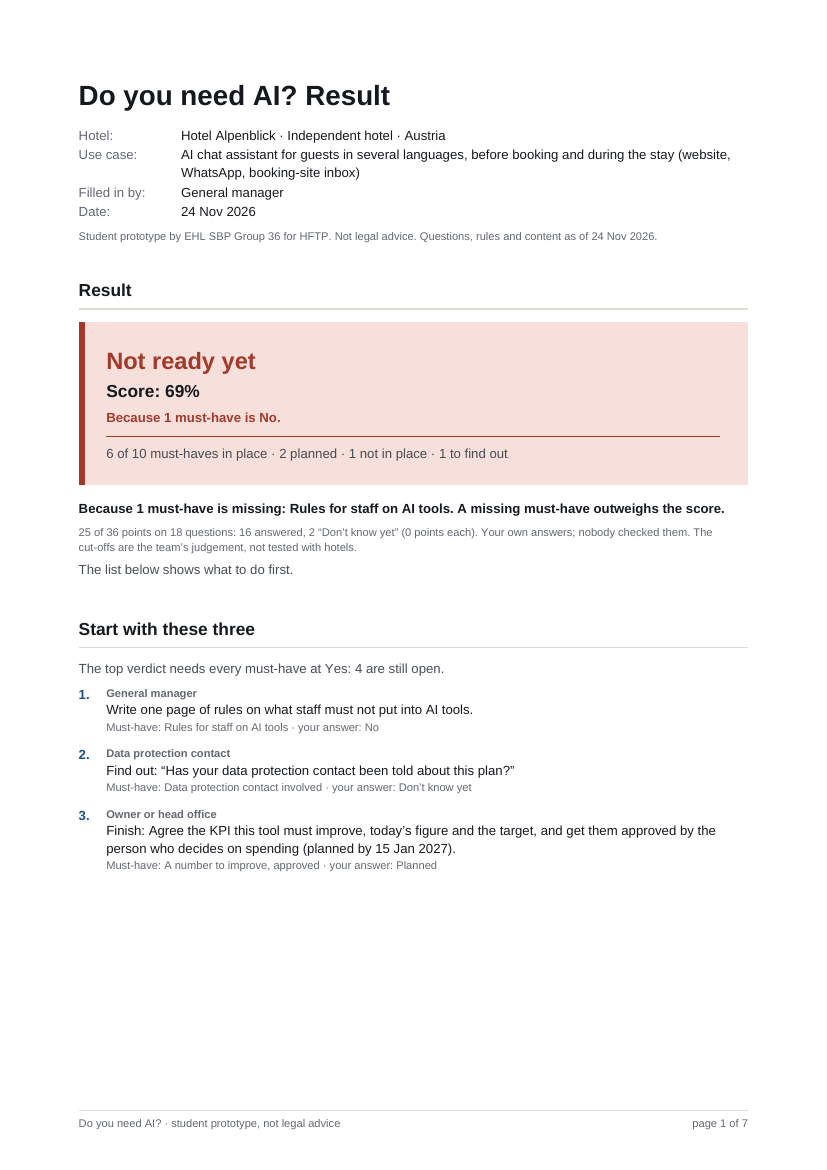 Do you need AI? Result
Hotel: Hotel Alpenblick · Independent hotel · Austria
Use case: AI chat assistant for guests in several languages, before booking and during the stay (website,
WhatsApp, booking-site inbox)
Filled in by: General manager
Date: 24 Nov 2026
Student prototype by EHL SBP Group 36 for HFTP. Not legal advice. Questions, rules and content as of 24 Nov 2026.
Result
Not ready yet
Score: 69%
Because 1 must-have is No.
6 of 10 must-haves in place · 2 planned · 1 not in place · 1 to find out
Because 1 must-have is missing: Rules for staff on AI tools. A missing must-have outweighs the score.
25 of 36 points on 18 questions: 16 answered, 2 “Don’t know yet” (0 points each). Your own answers; nobody checked them. The
cut-offs are the team’s judgement, not tested with hotels.
The list below shows what to do first.
Start with these three
The top verdict needs every must-have at Yes: 4 are still open.
1. General manager
Write one page of rules on what staff must not put into AI tools.
Must-have: Rules for staff on AI tools · your answer: No
2. Data protection contact
Find out: “Has your data protection contact been told about this plan?”
Must-have: Data protection contact involved · your answer: Don’t know yet
3. Owner or head office
Finish: Agree the KPI this tool must improve, today’s figure and the target, and get them approved by the
person who decides on spending (planned by 15 Jan 2027).
Must-have: A number to improve, approved · your answer: Planned
Do you need AI? · student prototype, not legal advice page 1 of 7